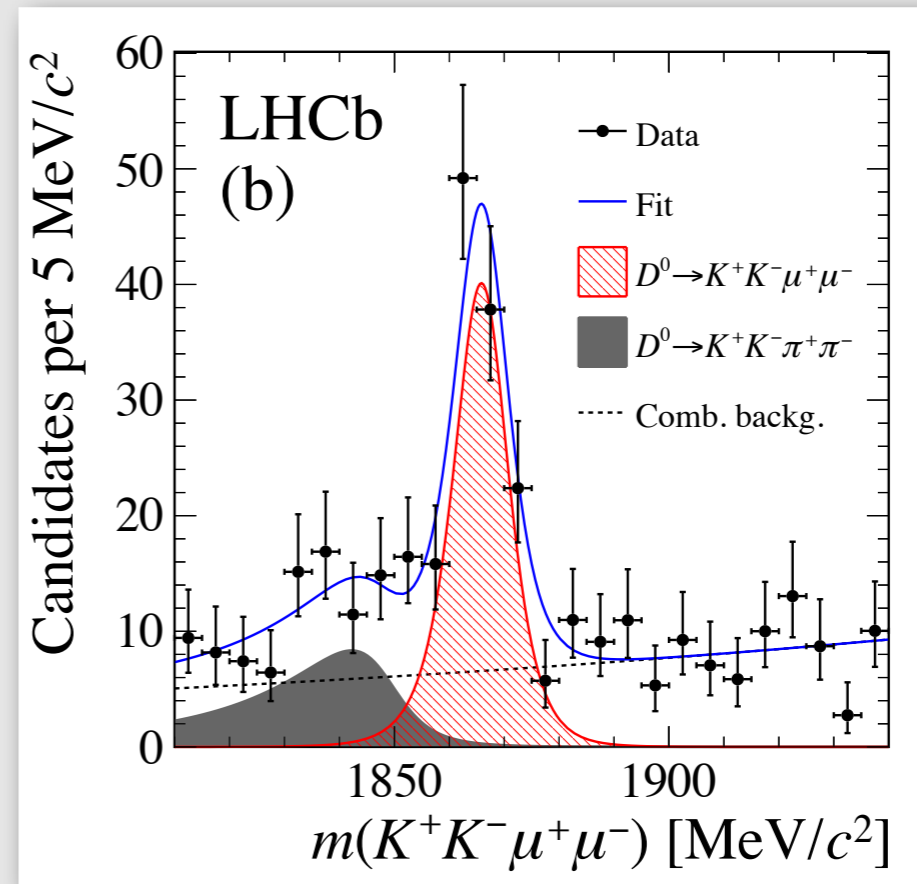 Candidates per 5 MeV/c²
60
50
40
30
20
10
0
LHCb
(b)
Data
Fit
D⁰→K⁺K⁻μ⁺μ⁻
D⁰→K⁺K⁻π⁺π⁻
Comb. backg.
1850
1900
m(K⁺K⁻μ⁺μ⁻) [MeV/c²]